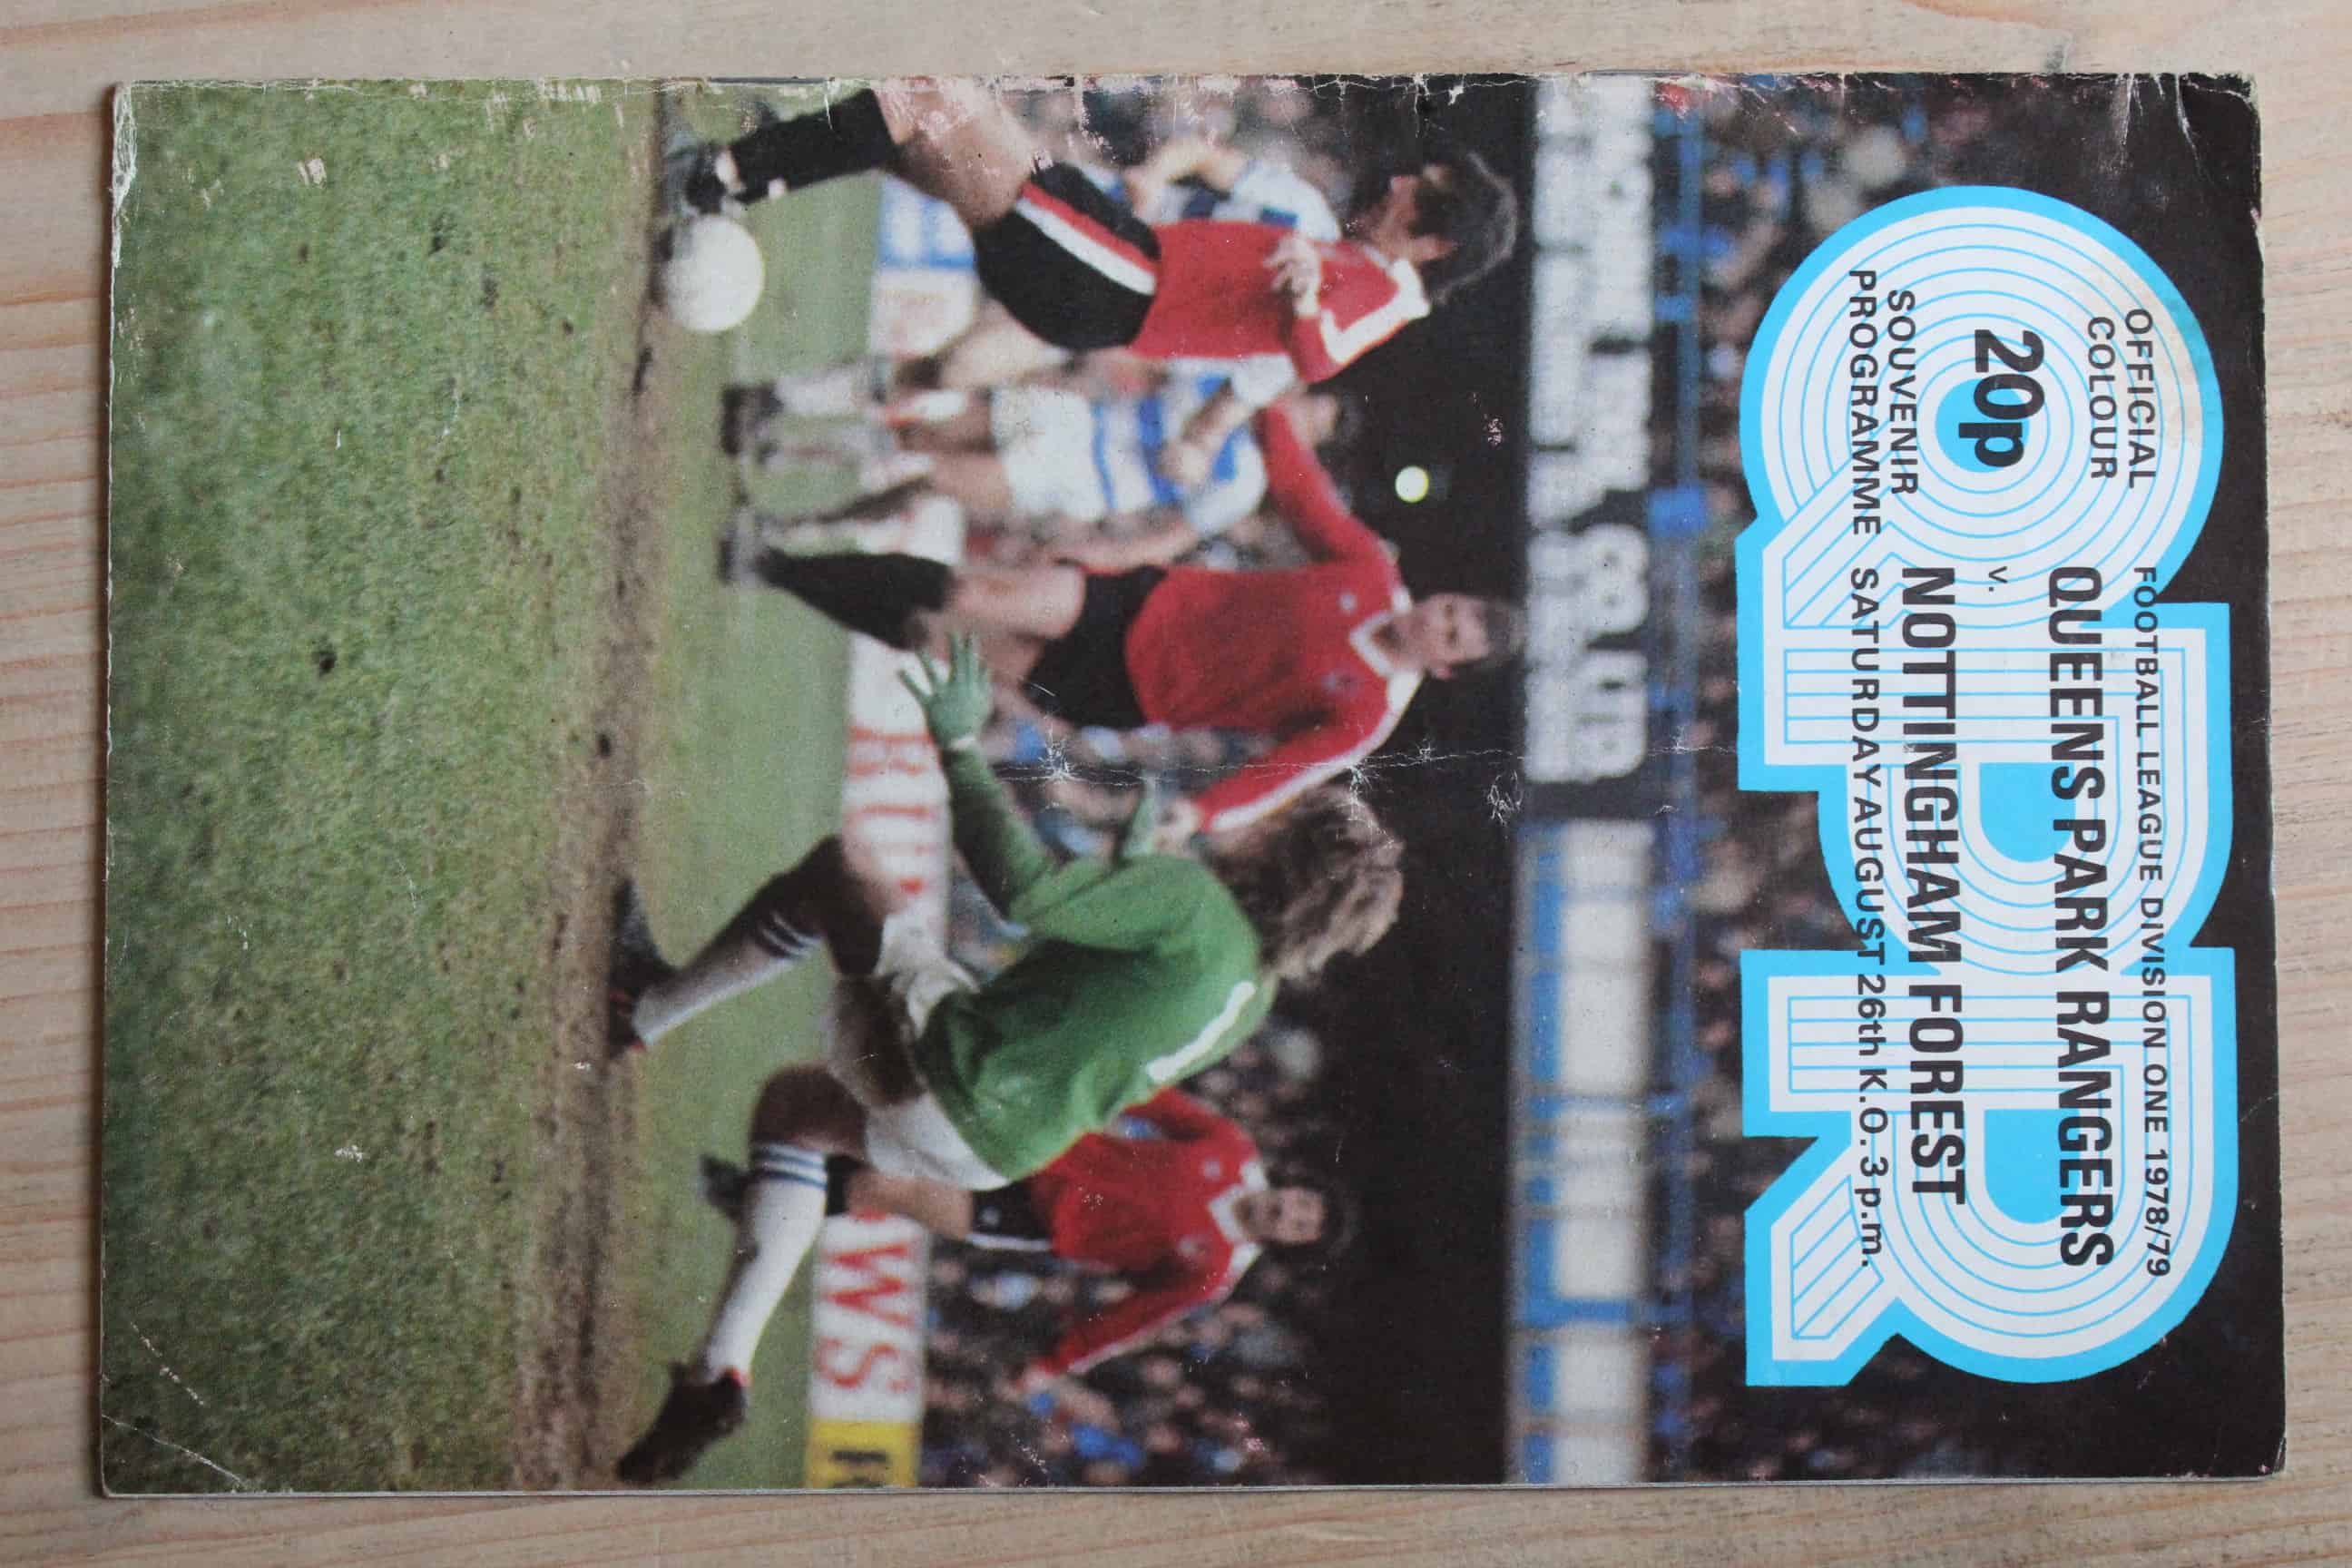 OFFICIAL
COLOUR
20p
SOUVENIR
PROGRAMME
FOOTBALL LEAGUE DIVISION ONE 1978/79
QUEENS PARK RANGERS
v.
NOTTINGHAM FOREST
SATURDAY AUGUST 26th K.O. 3 p.m.